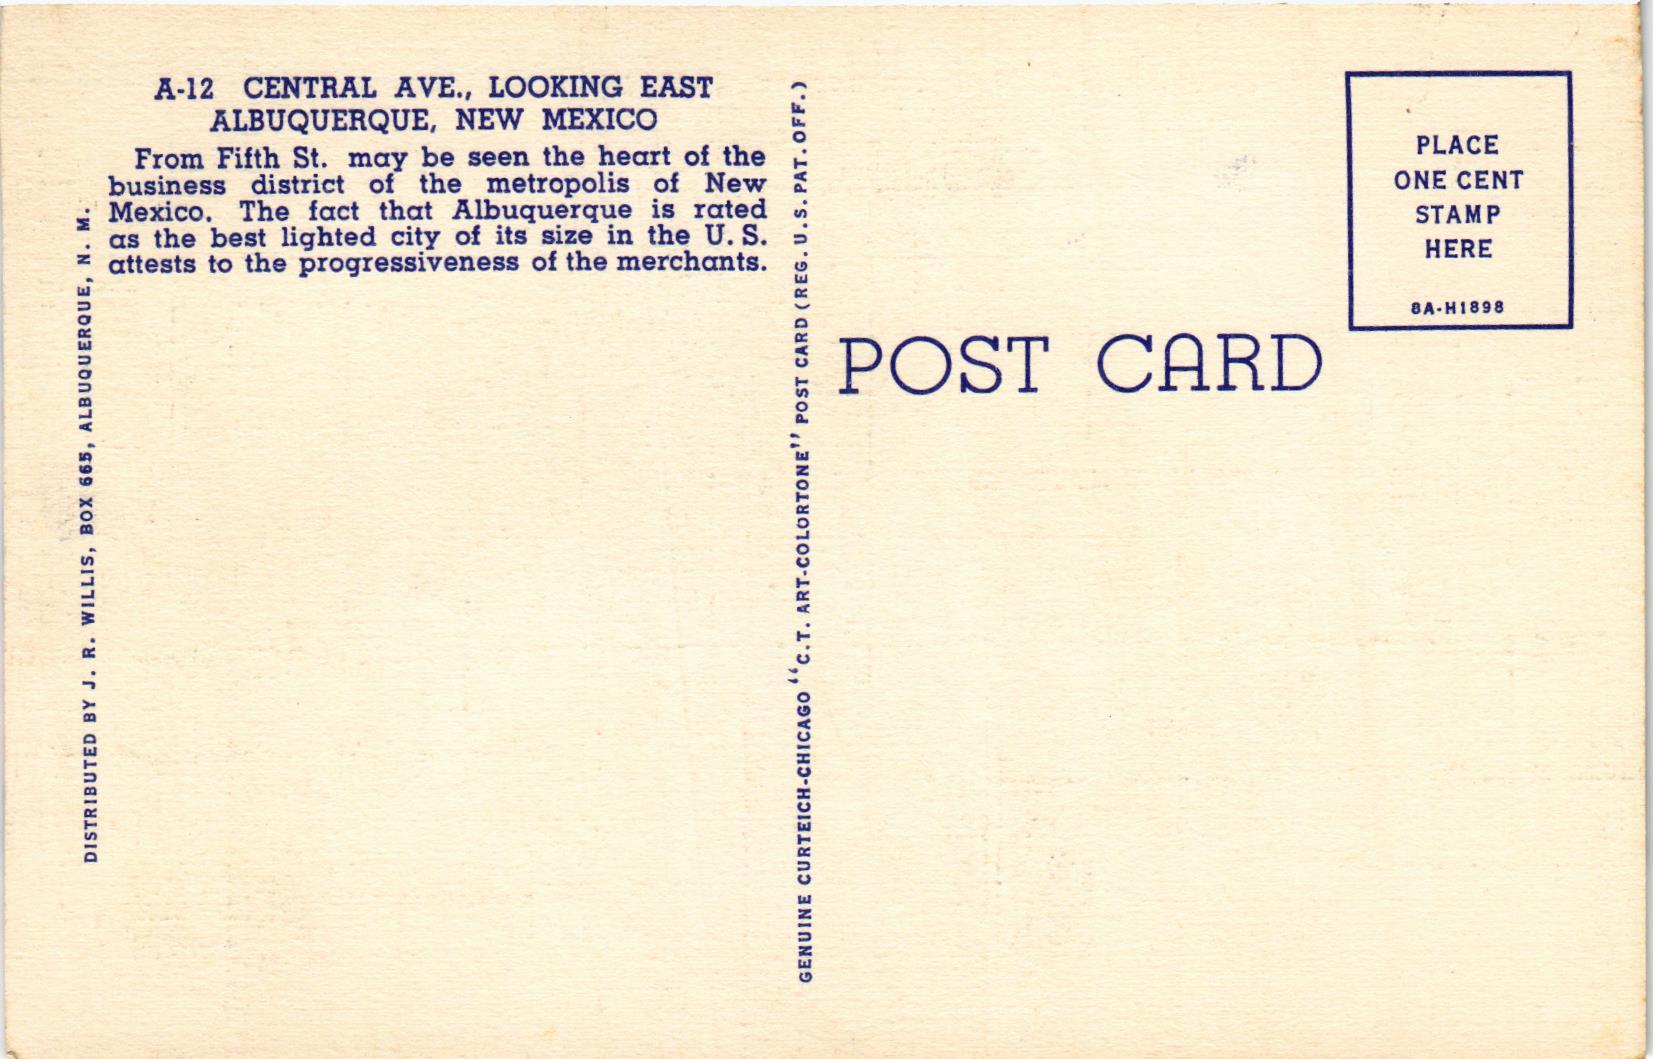 A-12 CENTRAL AVE., LOOKING EAST
ALBUQUERQUE, NEW MEXICO
From Fifth St. may be seen the heart of the
business district of the metropolis of New
Mexico. The fact that Albuquerque is rated
as the best lighted city of its size in the U. S.
attests to the progressiveness of the merchants.
DISTRIBUTED BY J. R. WILLIS, BOX 665, ALBUQUERQUE, N. M.
GENUINE CURTEICH-CHICAGO "C.T. ART-COLORTONE" POST CARD (REG. U.S. PAT. OFF.)
POST CARD
PLACE
ONE CENT
STAMP
HERE
8A-H1898